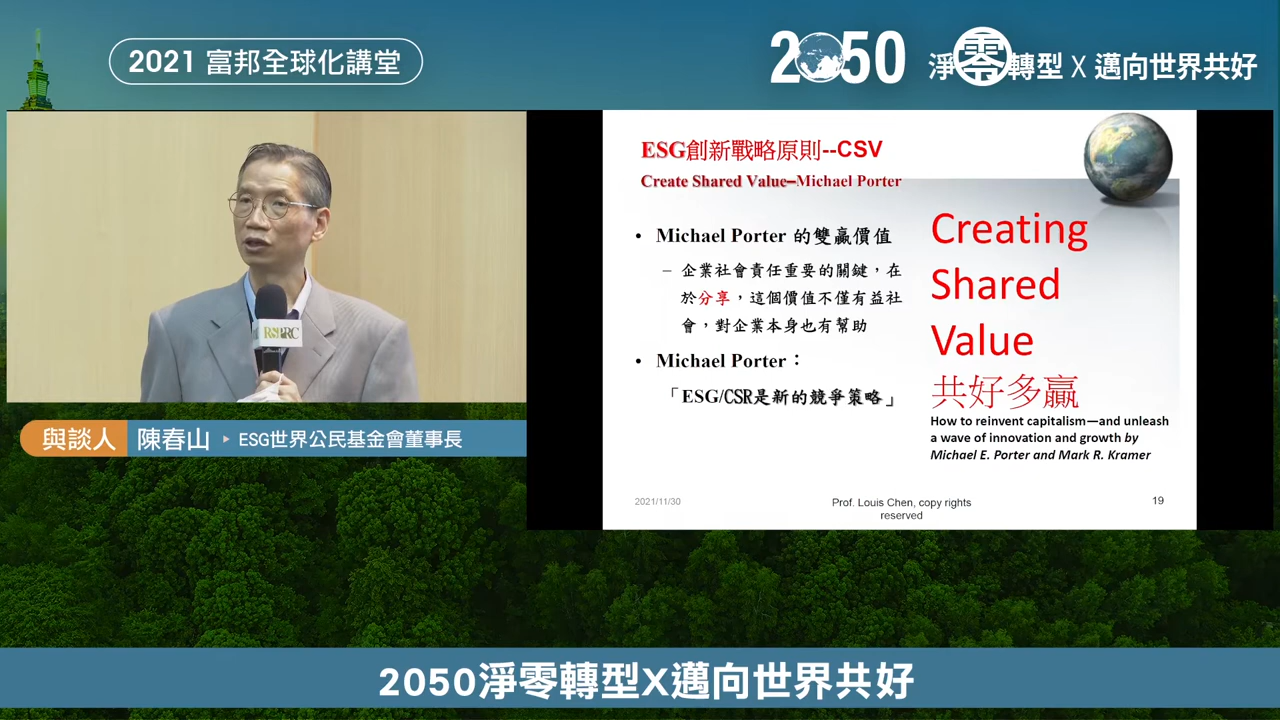 2021 富邦全球化講堂
2050 淨零轉型 X 邁向世界共好
ESG創新戰略原則--CSV
Create Shared Value—Michael Porter
• Michael Porter 的雙贏價值
– 企業社會責任重要的關鍵，在
於分享，這個價值不僅有益社
會，對企業本身也有幫助
• Michael Porter：
「ESG/CSR是新的競爭策略」
Creating
Shared
Value
共好多贏
How to reinvent capitalism—and unleash
a wave of innovation and growth by
Michael E. Porter and Mark R. Kramer
2021/11/30
Prof. Louis Chen, copy rights
reserved
19
與談人 陳春山 ▸ ESG世界公民基金會董事長
2050淨零轉型X邁向世界共好